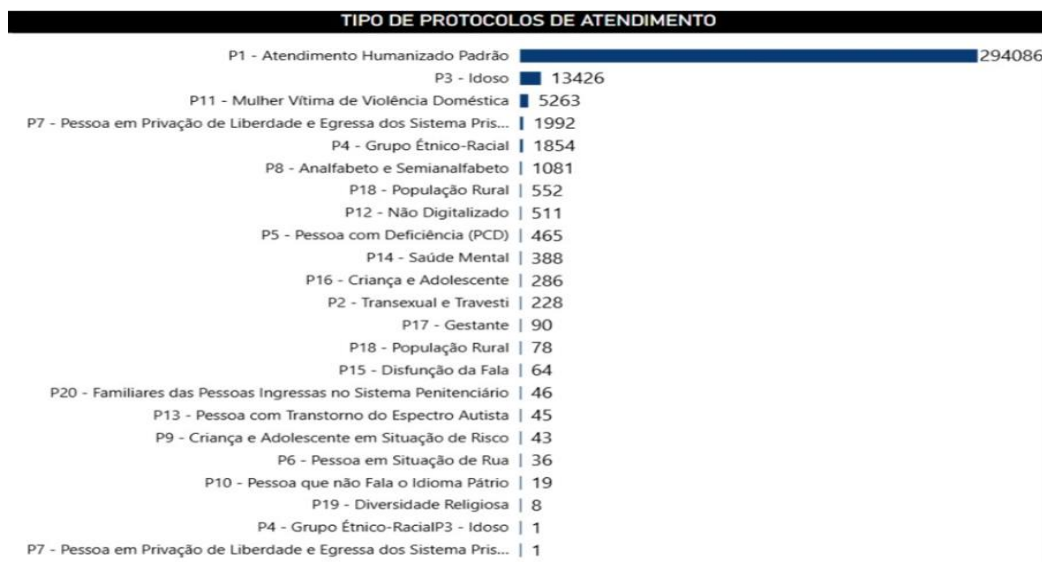 TIPO DE PROTOCOLOS DE ATENDIMENTO
P1 - Atendimento Humanizado Padrão 294086
P3 - Idoso 13426
P11 - Mulher Vítima de Violência Doméstica 5263
P7 - Pessoa em Privação de Liberdade e Egressa dos Sistema Pris... 1992
P4 - Grupo Étnico-Racial 1854
P8 - Analfabeto e Semianalfabeto 1081
P18 - População Rural 552
P12 - Não Digitalizado 511
P5 - Pessoa com Deficiência (PCD) 465
P14 - Saúde Mental 388
P16 - Criança e Adolescente 286
P2 - Transexual e Travesti 228
P17 - Gestante 90
P18 - População Rural 78
P15 - Disfunção da Fala 64
P20 - Familiares das Pessoas Ingressas no Sistema Penitenciário 46
P13 - Pessoa com Transtorno do Espectro Autista 45
P9 - Criança e Adolescente em Situação de Risco 43
P6 - Pessoa em Situação de Rua 36
P10 - Pessoa que não Fala o Idioma Pátrio 19
P19 - Diversidade Religiosa 8
P4 - Grupo Étnico-RacialP3 - Idoso 1
P7 - Pessoa em Privação de Liberdade e Egressa dos Sistema Pris... 1